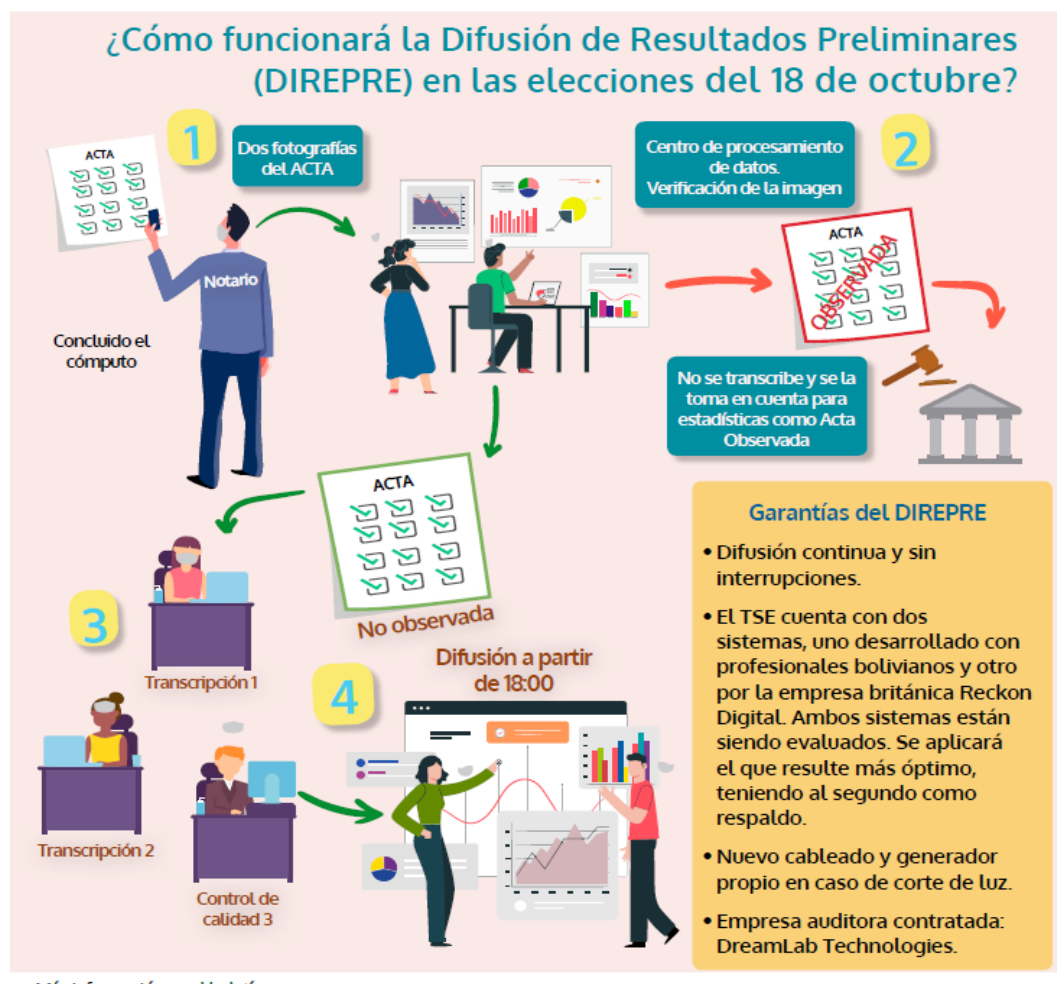 ¿Cómo funcionará la Difusión de Resultados Preliminares
(DIREPRE) en las elecciones del 18 de octubre?
1
Dos fotografías
del ACTA
ACTA
Notario
Concluido el
cómputo
Centro de procesamiento
de datos.
Verificación de la imagen
2
ACTA
OBSERVADA
No se transcribe y se la
toma en cuenta para
estadísticas como Acta
Observada
ACTA
No observada
3
Transcripción 1
Transcripción 2
Control de
calidad 3
4
Difusión a partir
de 18:00
Garantías del DIREPRE
• Difusión continua y sin
interrupciones.
• El TSE cuenta con dos
sistemas, uno desarrollado con
profesionales bolivianos y otro
por la empresa británica Reckon
Digital. Ambos sistemas están
siendo evaluados. Se aplicará
el que resulte más óptimo,
teniendo al segundo como
respaldo.
• Nuevo cableado y generador
propio en caso de corte de luz.
• Empresa auditora contratada:
DreamLab Technologies.